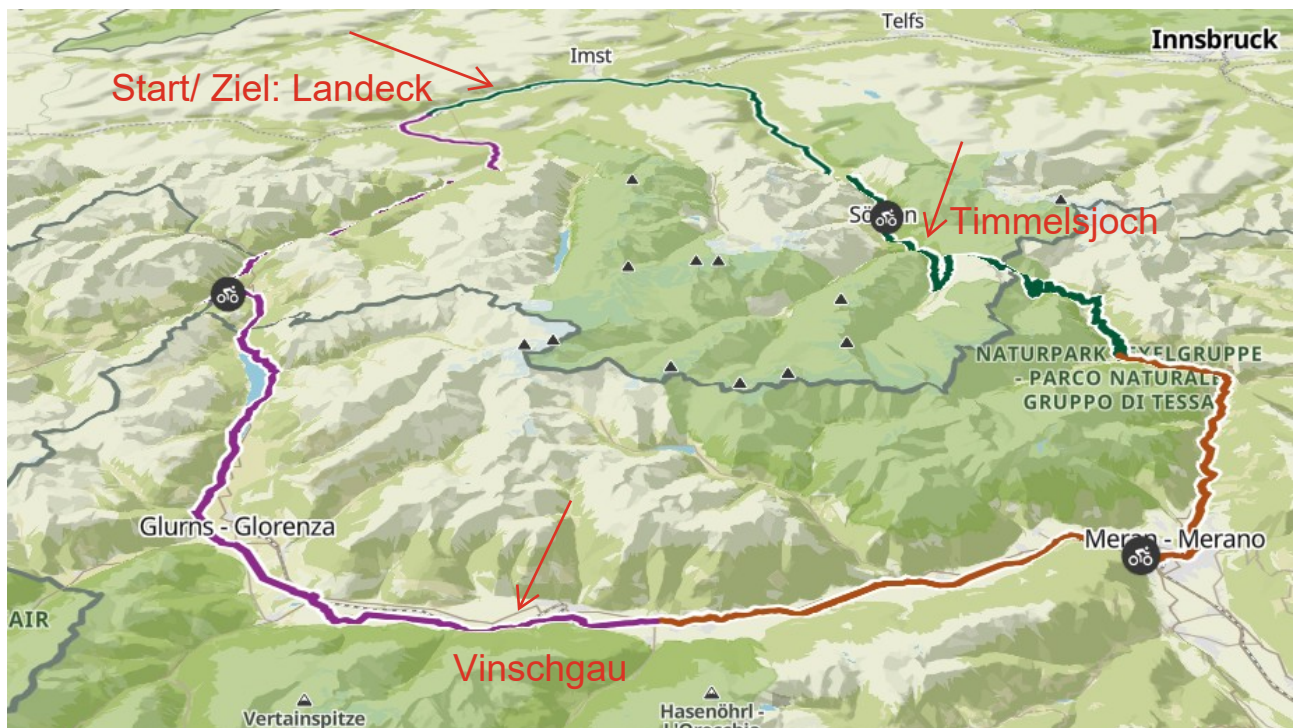 Telfs
Innsbruck
Imst
Start/ Ziel: Landeck
Timmelsjoch
NATURPARK
- PARCO NATURALE
GRUPPO DI TESSA
Glurns - Glorenza
Meran - Merano
AIR
Vinschgau
Vertainspitze
Hasenöhrl -